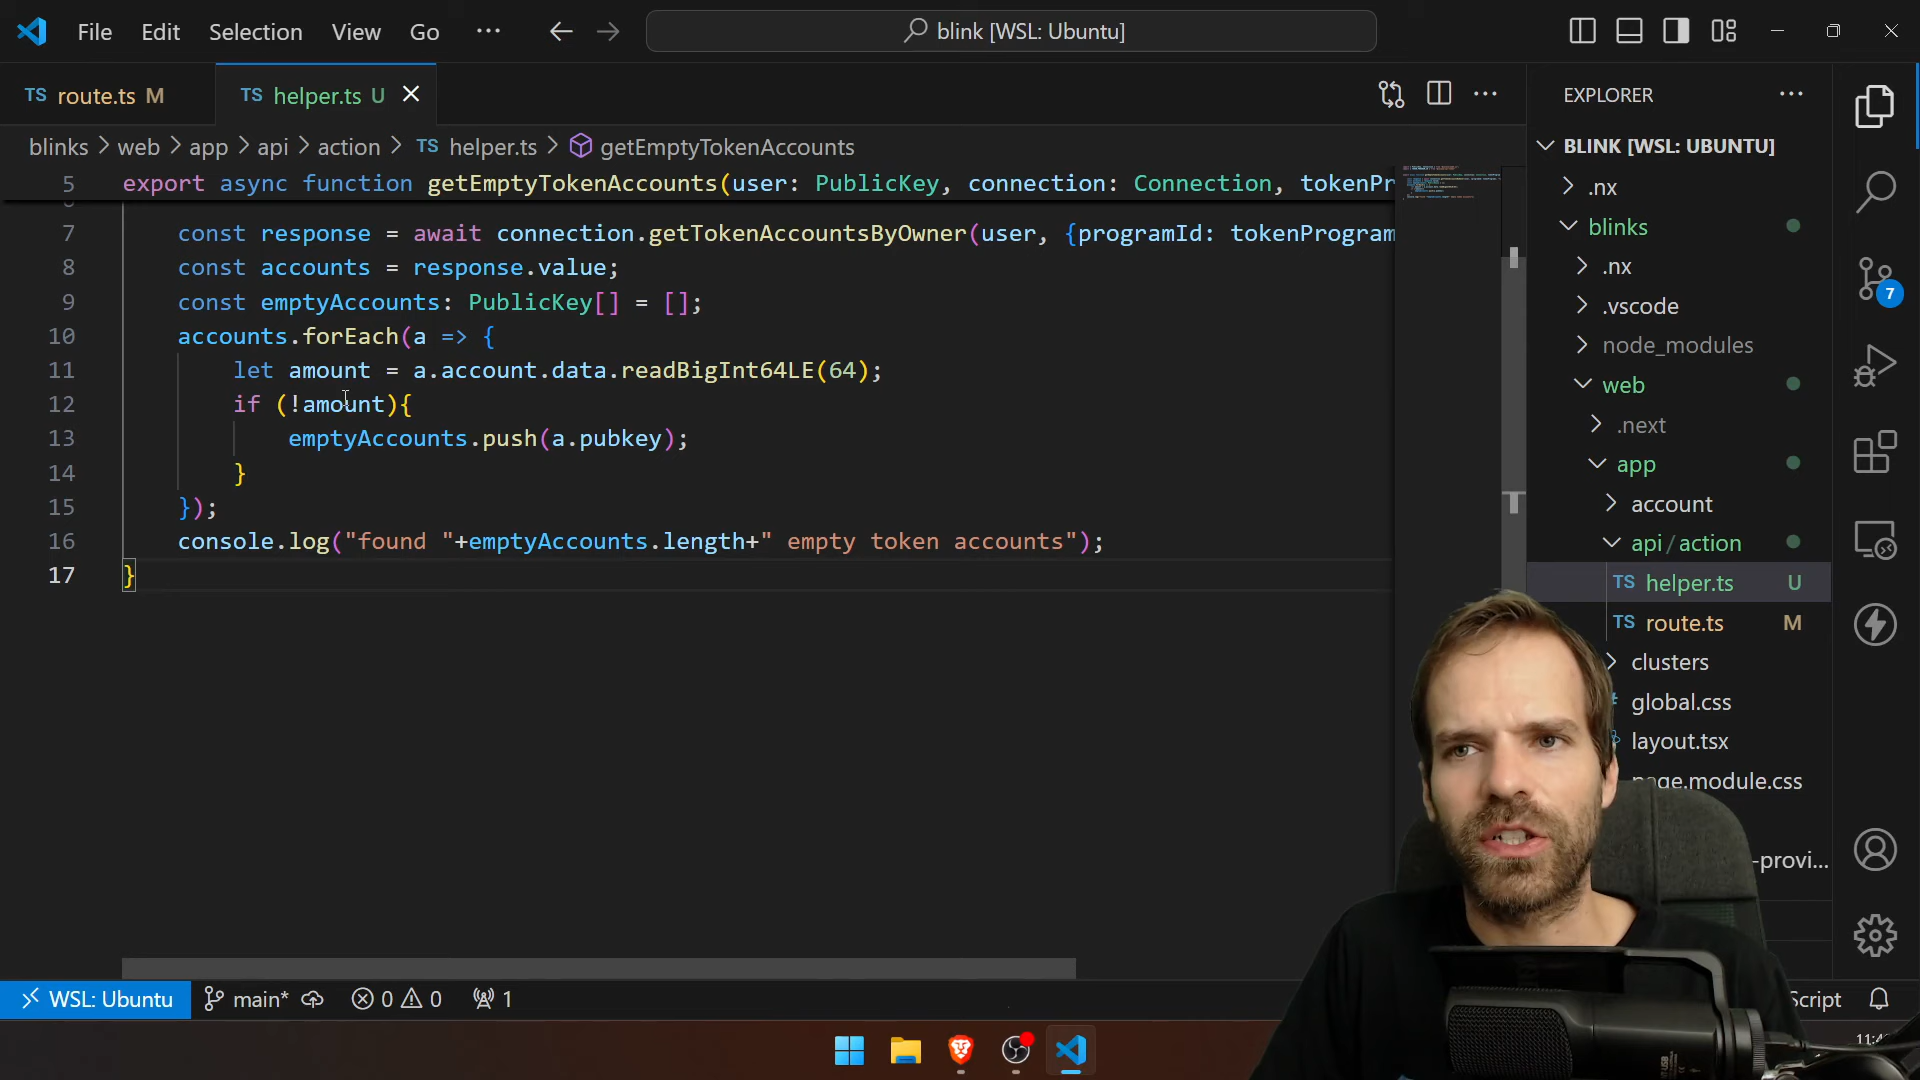 File Edit Selection View Go ··· blink [WSL: Ubuntu]
TS route.ts M TS helper.ts U
blinks > web > app > api > action > TS helper.ts > getEmptyTokenAccounts
5 export async function getEmptyTokenAccounts(user: PublicKey, connection: Connection, tokenPr
7 const response = await connection.getTokenAccountsByOwner(user, {programId: tokenProgram
8 const accounts = response.value;
9 const emptyAccounts: PublicKey[] = [];
10 accounts.forEach(a => {
11 let amount = a.account.data.readBigInt64LE(64);
12 if (!amount){
13 emptyAccounts.push(a.pubkey);
14 }
15 });
16 console.log("found "+emptyAccounts.length+" empty token accounts");
17 }
EXPLORER
BLINK [WSL: UBUNTU]
.nx
blinks
.nx
.vscode
node_modules
web
.next
app
account
api/action
TS helper.ts U
TS route.ts M
clusters
global.css
layout.tsx
page.module.css
-provi...
7
WSL: Ubuntu main* 0 0 1
Script